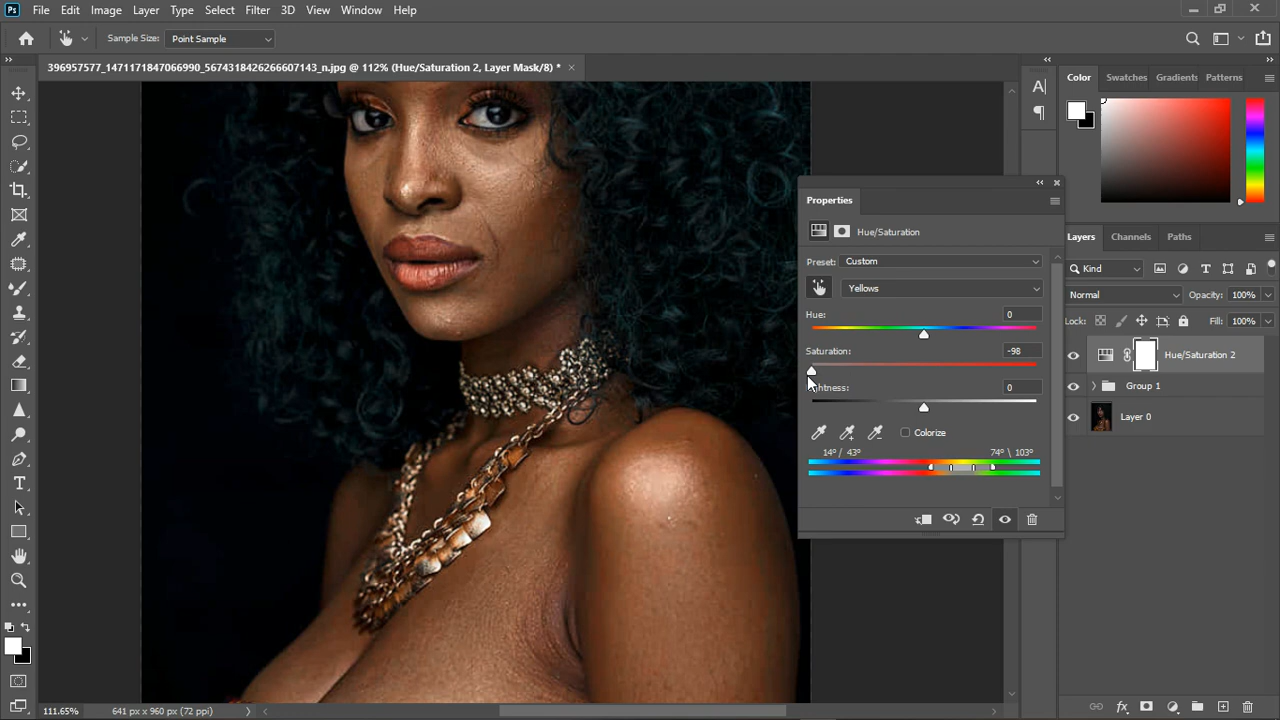 Ps File Edit Image Layer Type Select Filter 3D View Window Help
Sample Size: Point Sample
396957577_1471171847066990_5674318426266607143_n.jpg @ 112% (Hue/Saturation 2, Layer Mask/8) *
Color Swatches Gradients Patterns
Properties
Hue/Saturation
Preset: Custom
Yellows
Hue: 0
Saturation: -98
htness: 0
Colorize
14°/ 43° 74° \ 103°
Layers Channels Paths
Kind
Normal Opacity: 100%
Lock: Fill: 100%
Hue/Saturation 2
Group 1
Layer 0
111.65% 641 px x 960 px (72 ppi)